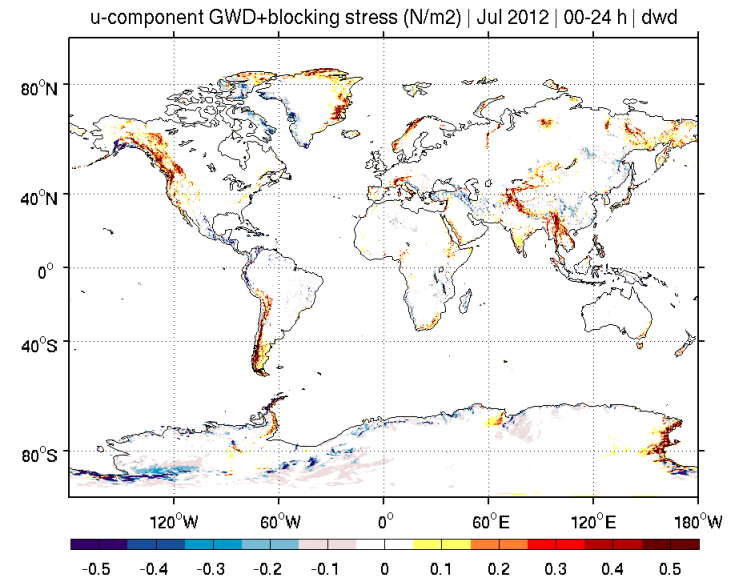 u-component GWD+blocking stress (N/m2) | Jul 2012 | 00-24 h | dwd
80°N
40°N
0°
40°S
80°S
120°W 60°W 0° 60°E 120°E 180°W
-0.5 -0.4 -0.3 -0.2 -0.1 0 0.1 0.2 0.3 0.4 0.5